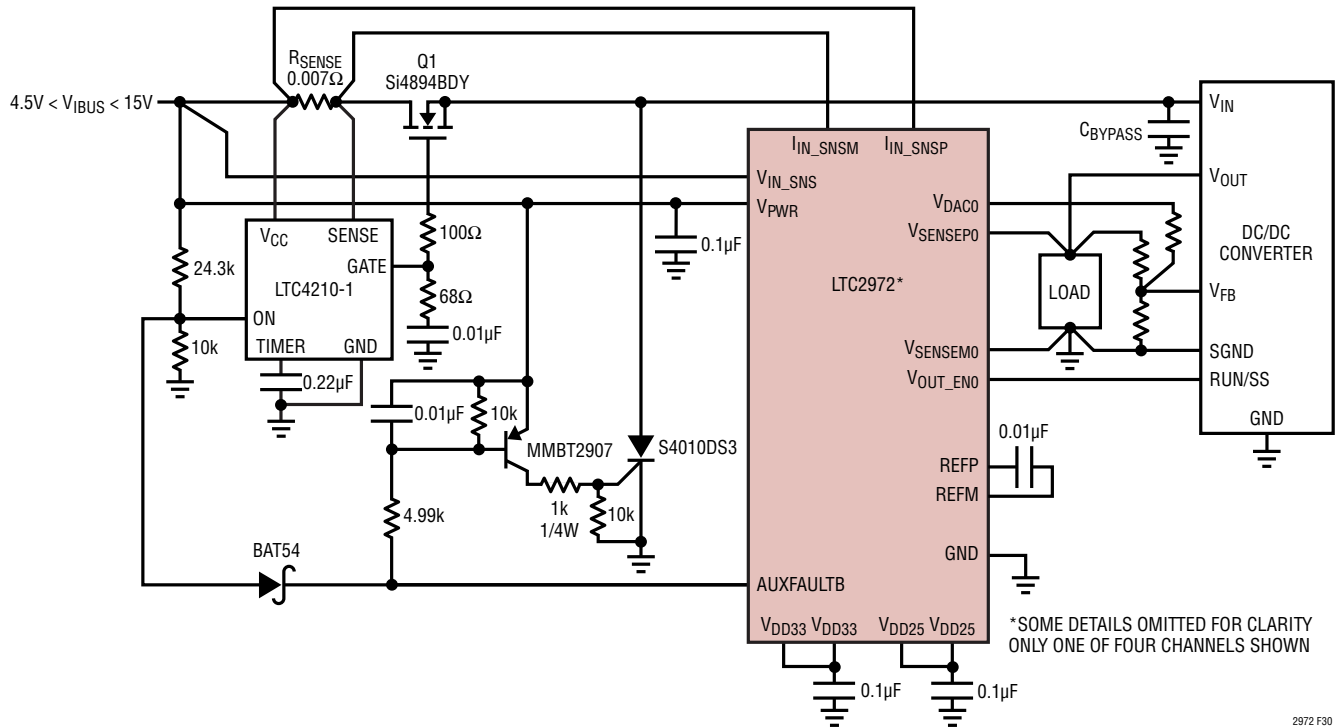 R_SENSE
0.007Ω
Q1
Si4894BDY
4.5V < V_IBUS < 15V
V_IN
C_BYPASS
I_IN_SNSM
I_IN_SNSP
V_IN_SNS
V_OUT
V_PWR
V_DAC0
V_CC
SENSE
100Ω
V_SENSEP0
0.1µF
DC/DC
CONVERTER
24.3k
GATE
LTC4210-1
LTC2972*
LOAD
V_FB
68Ω
ON
0.01µF
10k
TIMER
GND
V_SENSEM0
SGND
0.22µF
V_OUT_EN0
RUN/SS
0.01µF
10k
GND
0.01µF
MMBT2907
S4010DS3
REFP
REFM
1k
1/4W
10k
4.99k
BAT54
GND
AUXFAULTB
V_DD33
V_DD33
V_DD25
V_DD25
*SOME DETAILS OMITTED FOR CLARITY
ONLY ONE OF FOUR CHANNELS SHOWN
0.1µF
0.1µF
2972 F30